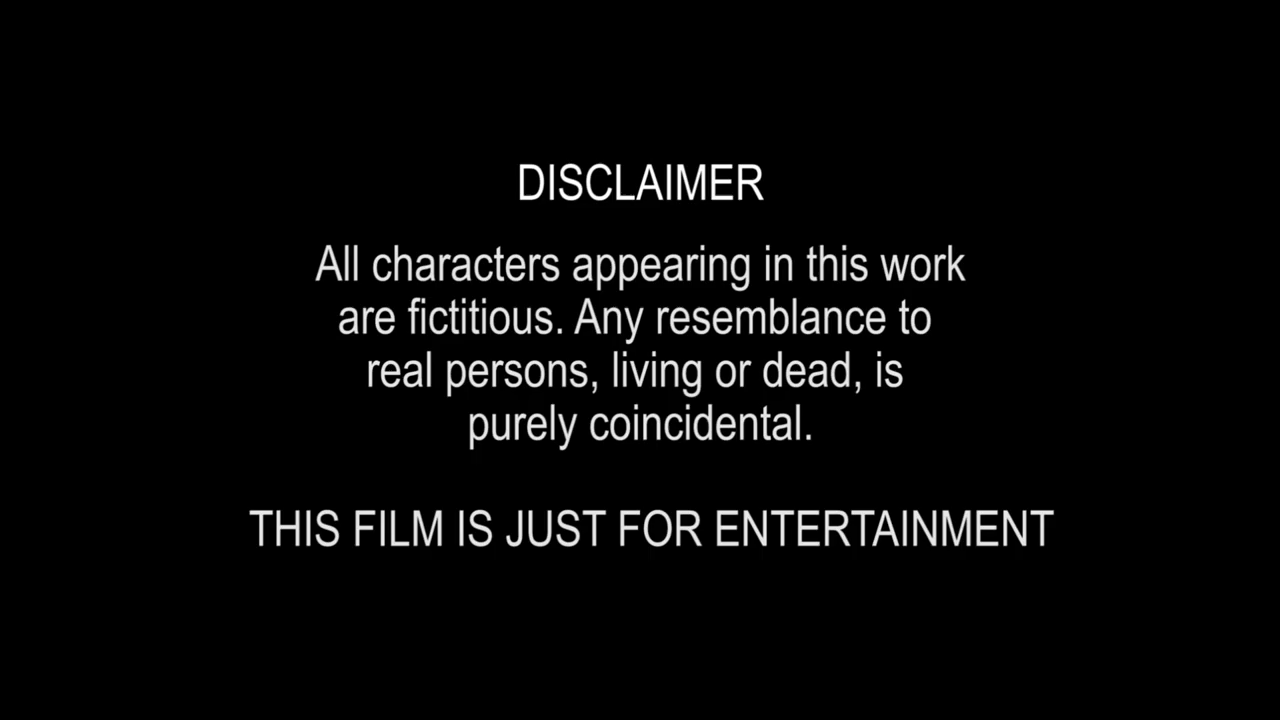 DISCLAIMER
All characters appearing in this work
are fictitious. Any resemblance to
real persons, living or dead, is
purely coincidental.
THIS FILM IS JUST FOR ENTERTAINMENT